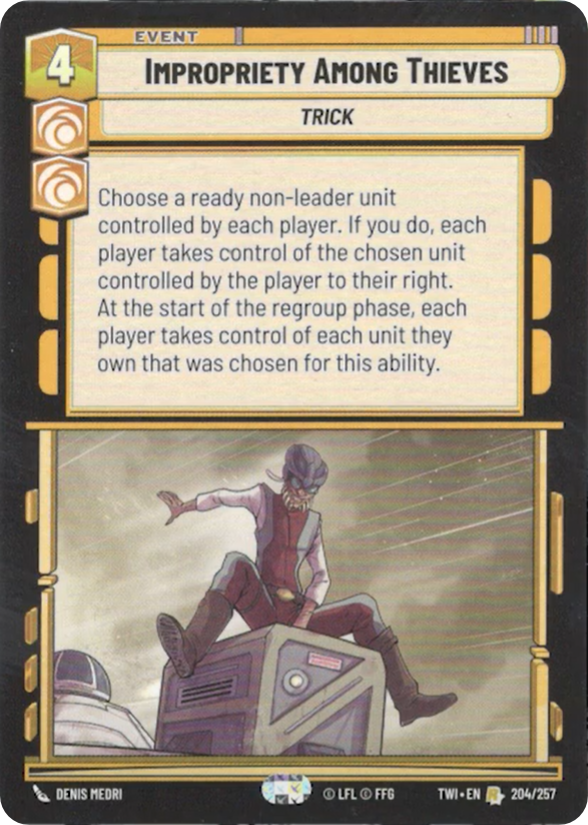 EVENT
4
IMPROPRIETY AMONG THIEVES
TRICK
Choose a ready non-leader unit
controlled by each player. If you do, each
player takes control of the chosen unit
controlled by the player to their right.
At the start of the regroup phase, each
player takes control of each unit they
own that was chosen for this ability.
DENIS MEDRI
© LFL © FFG
TWI • EN R 204/257